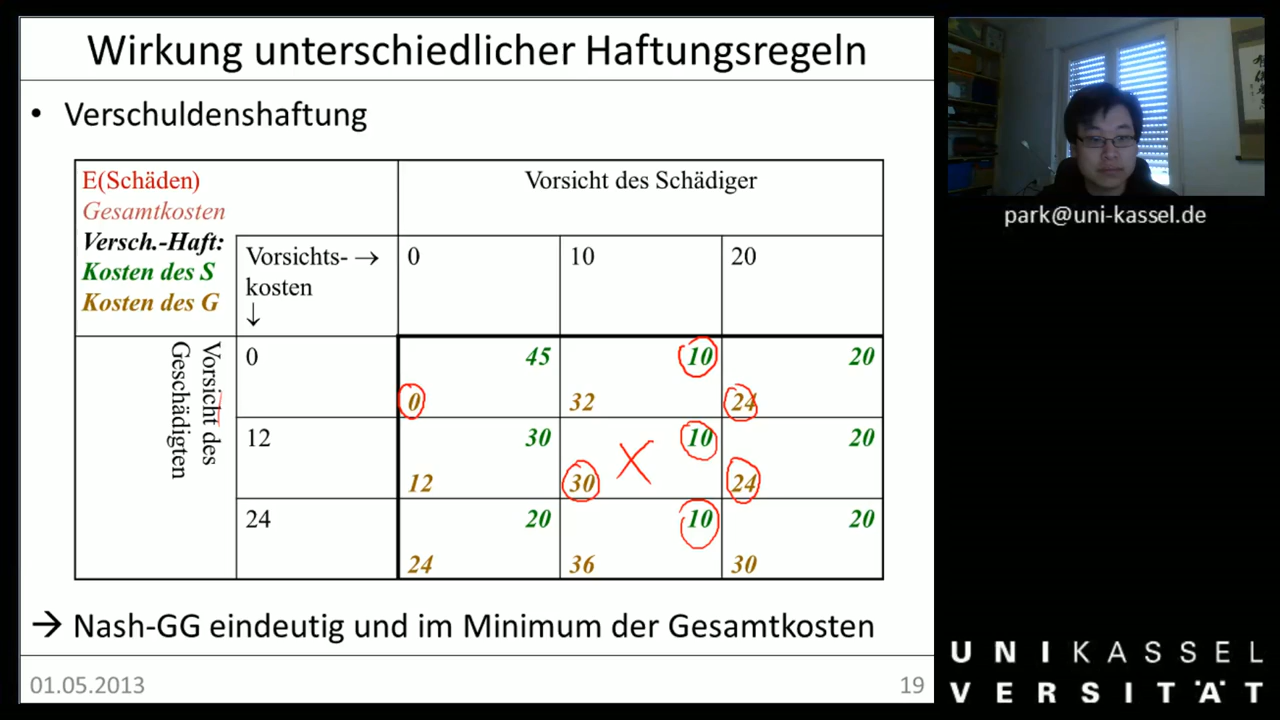 Wirkung unterschiedlicher Haftungsregeln
• Verschuldenshaftung
E(Schäden)
Gesamtkosten
Versch.-Haft:
Kosten des S
Kosten des G
Vorsicht des Schädiger
Vorsichts- →
kosten
↓
0
10
20
Vorsicht des
Geschädigten
0
45
0
10
32
20
24
12
30
12
10
30
20
24
24
20
24
10
36
20
30
→ Nash-GG eindeutig und im Minimum der Gesamtkosten
01.05.2013
19
park@uni-kassel.de
UNIKASSEL
VERSITÄT